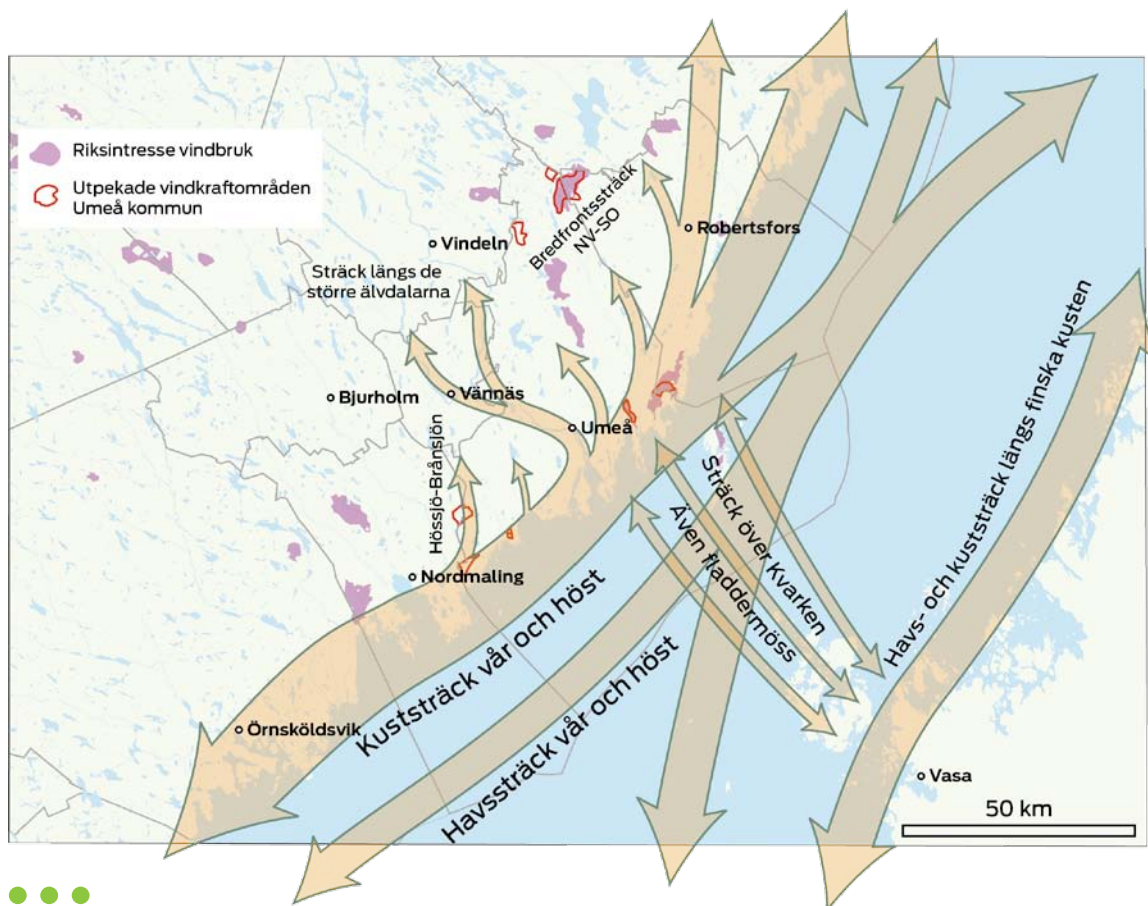 Riksintresse vindbruk
Utpekade vindkraftområden
Umeå kommun
Bredfrontssträck
NV-SO
Robertsfors
Vindeln
Sträck längs de
större älvdalarna
Bjurholm
Vännäs
Umeå
Hössjö-Brånsjön
Nordmaling
Sträck över Kvarken
Även fladdermöss
Havs- och kuststräck längs finska kusten
Kuststräck vår och höst
Havssträck vår och höst
Örnsköldsvik
Vasa
50 km